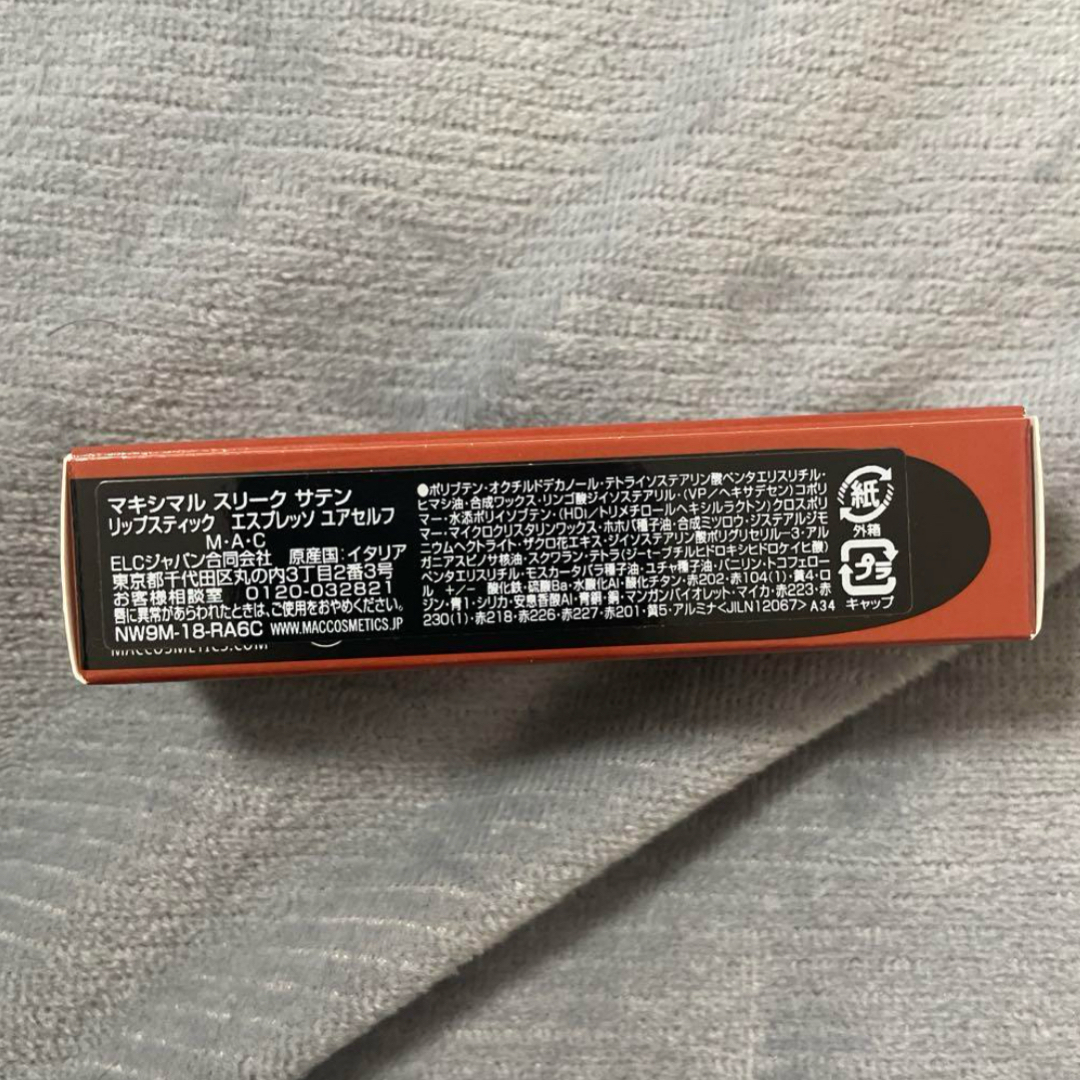 マキシマル スリーク サテン
リップスティック エスプレッソ ユアセルフ
M・A・C
ELCジャパン合同会社 原産国:イタリア
東京都千代田区丸の内3丁目2番3号
お客様相談室 0120-032821
唇に異常があらわれたときは、ご使用をおやめください。
NW9M-18-RA6C WWW.MACCOSMETICS.JP
MACCOSMETICS.COM
●ポリブテン・オクチルドデカノール・テトライソステアリン酸ペンタエリスリチル・
ヒマシ油・合成ワックス・リンゴ酸ジイソステアリル・(VP/ヘキサデセン)コポリ
マー・水添ポリイソブテン・(HDI/トリメチロールヘキシルラクトン)クロスポリ
マー・マイクロクリスタリンワックス・ホホバ種子油・合成ミツロウ・ジステアルジモ
ニウムヘクトライト・ザクロ花エキス・ジイソステアリン酸ポリグリセリル-3・アル
ガニアスピノサ核油・スクワラン・テトラ(ジ-t-ブチルヒドロキシヒドロケイヒ酸)
ペンタエリスリチル・モスカータバラ種子油・ユチャ種子油・バニリン・トコフェロー
ル +/- 酸化鉄・硫酸Ba・水酸化Al・酸化チタン・赤202・赤104(1)・黄4・ロ
ジン・青1・シリカ・安息香酸Al・青銅・銅・マンガンバイオレット・マイカ・赤223・赤
230(1)・赤218・赤226・赤227・赤201・黄5・アルミナ<JILN12067> A34
紙
外箱
プラ
キャップ